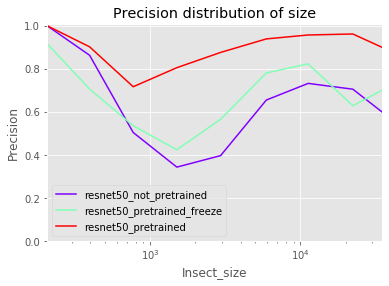 Precision distribution of size
Precision
1.0
0.8
0.6
0.4
0.2
0.0
resnet50_not_pretrained
resnet50_pretrained_freeze
resnet50_pretrained
10³
10⁴
Insect_size